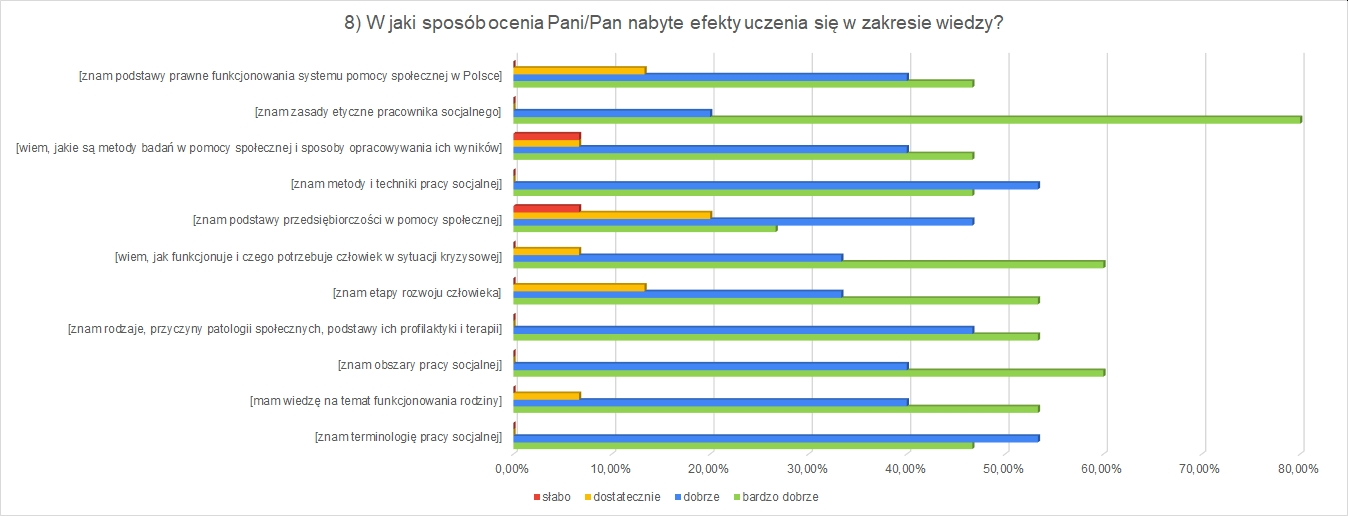 8) W jaki sposób ocenia Pani/Pan nabyte efekty uczenia się w zakresie wiedzy?
[znam podstawy prawne funkcjonowania systemu pomocy społecznej w Polsce]
[znam zasady etyczne pracownika socjalnego]
[wiem, jakie są metody badań w pomocy społecznej i sposoby opracowywania ich wyników]
[znam metody i techniki pracy socjalnej]
[znam podstawy przedsiębiorczości w pomocy społecznej]
[wiem, jak funkcjonuje i czego potrzebuje człowiek w sytuacji kryzysowej]
[znam etapy rozwoju człowieka]
[znam rodzaje, przyczyny patologii społecznych, podstawy ich profilaktyki i terapii]
[znam obszary pracy socjalnej]
[mam wiedzę na temat funkcjonowania rodziny]
[znam terminologię pracy socjalnej]
0,00% 10,00% 20,00% 30,00% 40,00% 50,00% 60,00% 70,00% 80,00%
słabo dostatecznie dobrze bardzo dobrze